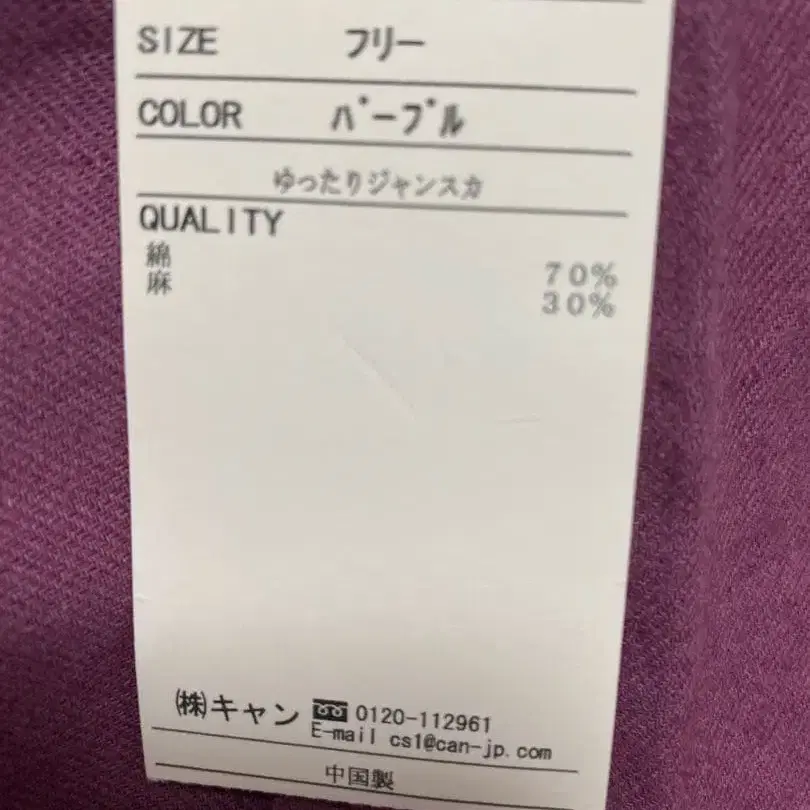 SIZE フリー
COLOR パープル
ゆったりジャンスカ
QUALITY
綿 70%
麻 30%
㈱キャン 0120-112961
E-mail cs1@can-jp.com
中国製